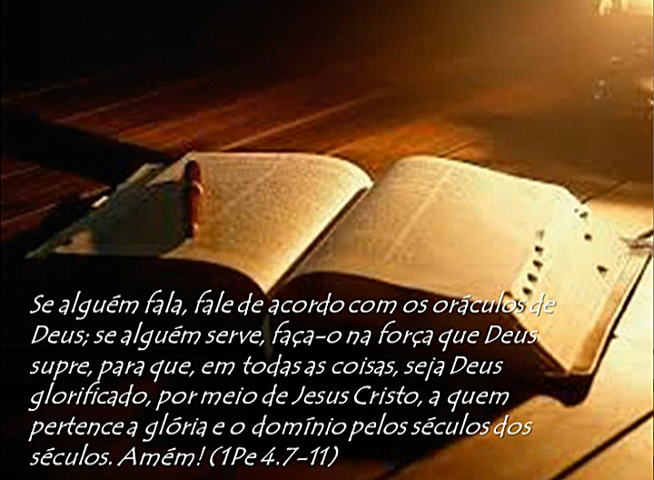 Se alguém fala, fale de acordo com os oráculos de
Deus; se alguém serve, faça-o na força que Deus
supre, para que, em todas as coisas, seja Deus
glorificado, por meio de Jesus Cristo, a quem
pertence a glória e o domínio pelos séculos dos
séculos. Amém! (1Pe 4.7-11)